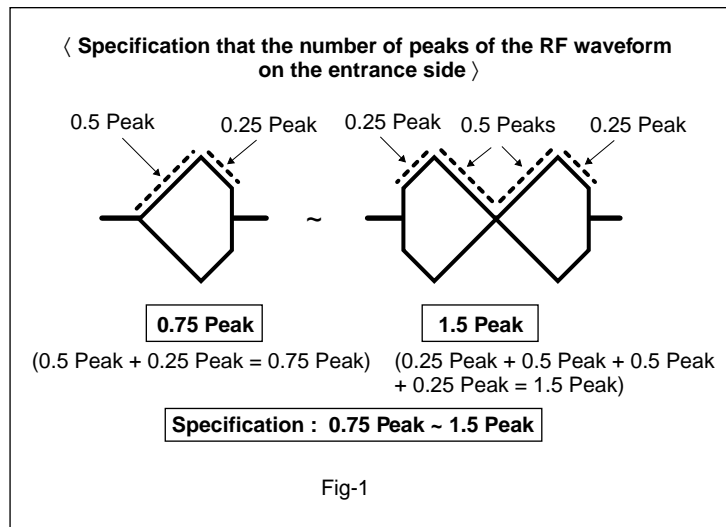 〈 Specification that the number of peaks of the RF waveform
on the entrance side 〉
0.5 Peak
0.25 Peak
0.25 Peak
0.5 Peaks
0.25 Peak
~
0.75 Peak
1.5 Peak
(0.5 Peak + 0.25 Peak = 0.75 Peak)
(0.25 Peak + 0.5 Peak + 0.5 Peak
+ 0.25 Peak = 1.5 Peak)
Specification : 0.75 Peak ~ 1.5 Peak
Fig-1